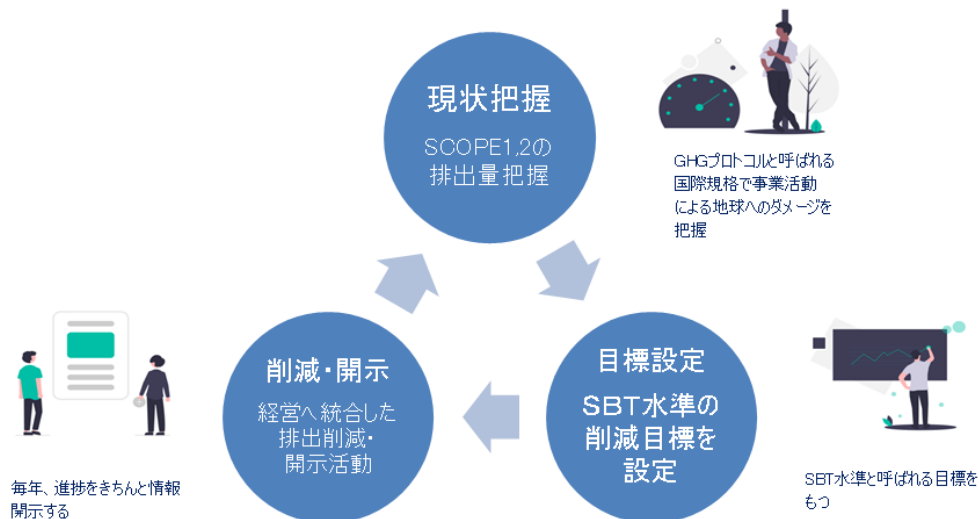 現状把握
SCOPE1,2の
排出量把握
GHGプロトコルと呼ばれる
国際規格で事業活動
による地球へのダメージを
把握
目標設定
SBT水準の
削減目標を
設定
SBT水準と呼ばれる目標を
もつ
削減・開示
経営へ統合した
排出削減・
開示活動
毎年、進捗をきちんと情報
開示する